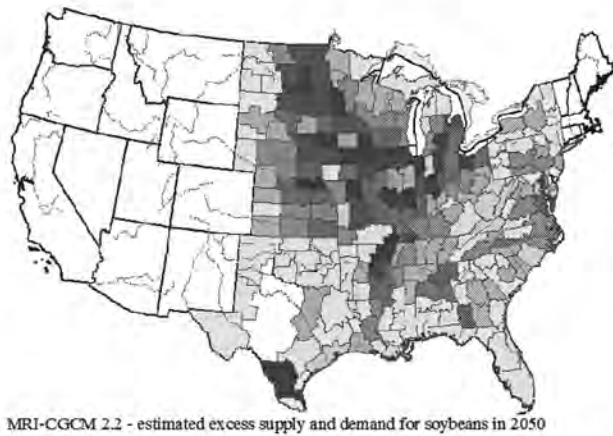 MRI-CGCM 2.2 - estimated excess supply and demand for soybeans in 2050